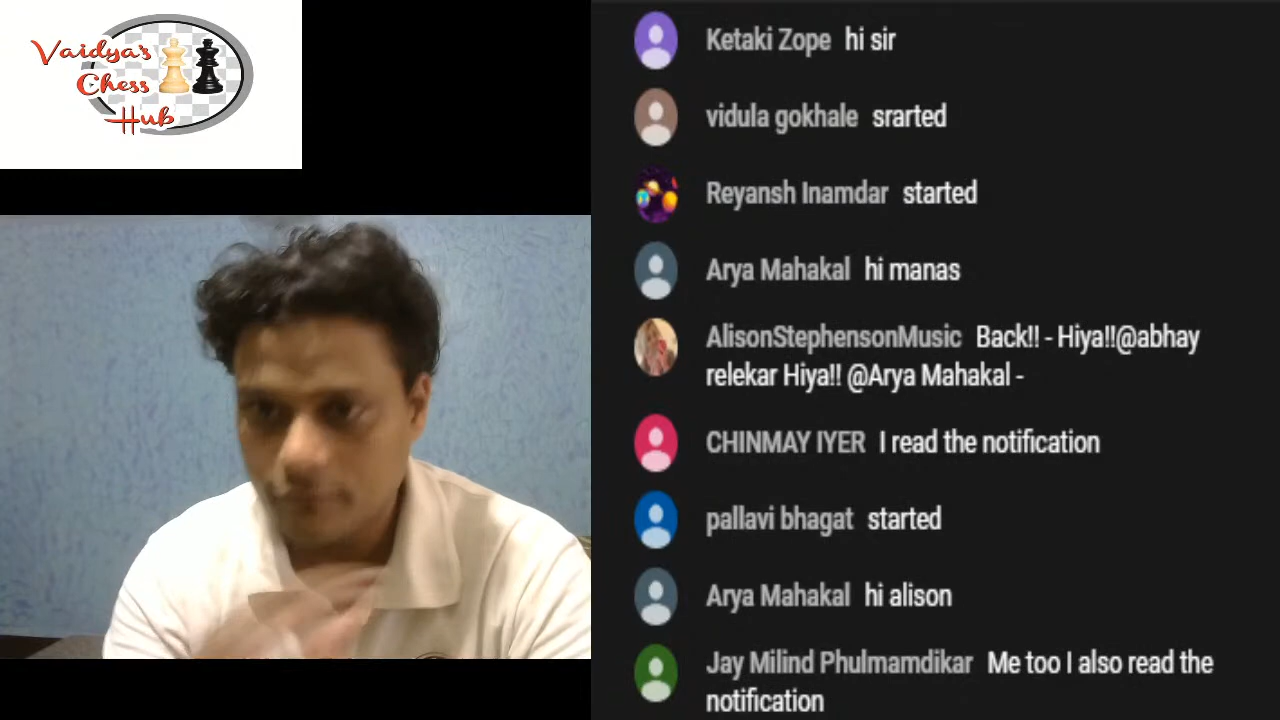 Vaidya's
Chess
Hub
Ketaki Zope hi sir
vidula gokhale srarted
Reyansh Inamdar started
Arya Mahakal hi manas
AlisonStephensonMusic Back!! - Hiya!!@abhay
relekar Hiya!! @Arya Mahakal -
CHINMAY IYER I read the notification
pallavi bhagat started
Arya Mahakal hi alison
Jay Milind Phulmamdikar Me too I also read the
notification